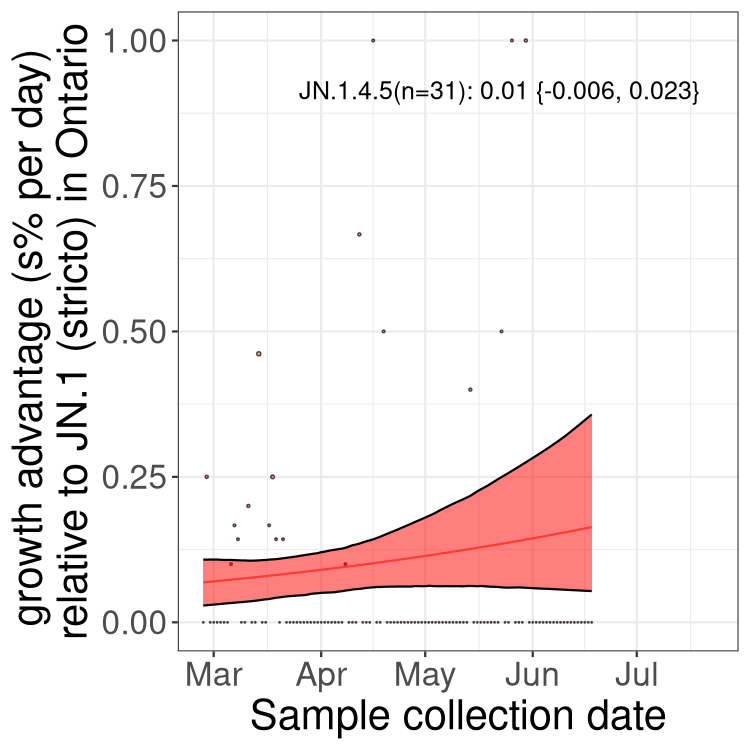 growth advantage (s% per day)
relative to JN.1 (stricto) in Ontario
1.00
0.75
0.50
0.25
0.00
JN.1.4.5(n=31): 0.01 {-0.006, 0.023}
Mar Apr May Jun Jul
Sample collection date